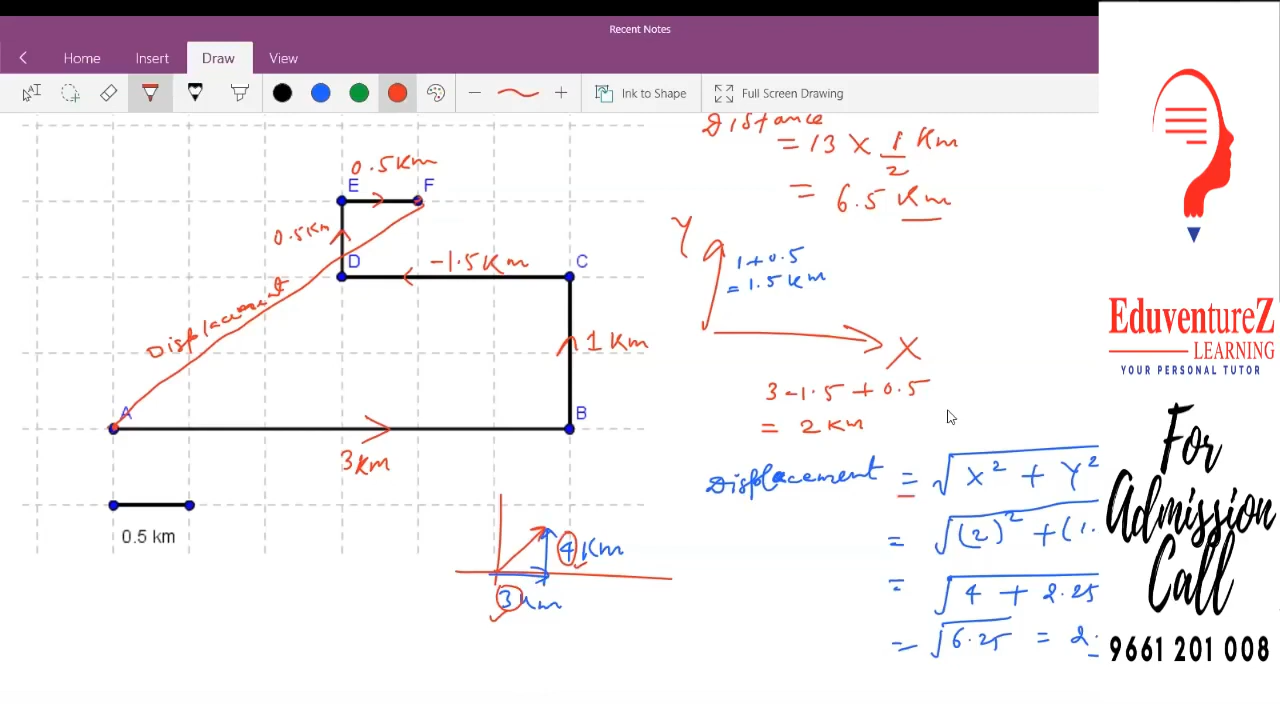 Recent Notes
Home Insert Draw View
Ink to Shape
Full Screen Drawing
Distance
= 13 × 1/2 Km
= 6.5 Km
0.5 Km
E
F
0.5 Km
D
-1.5 Km
C
Displacement
1 Km
A
B
3 Km
0.5 km
4 Km
3 Km
Y
1 + 0.5
= 1.5 Km
X
3 - 1.5 + 0.5
= 2 Km
Displacement = √X² + Y²
= √(2)² + (1.
= √4 + 2.25
= √6.25 = 2.
EduventureZ
LEARNING
YOUR PERSONAL TUTOR
For
Admission
Call
9661 201 008